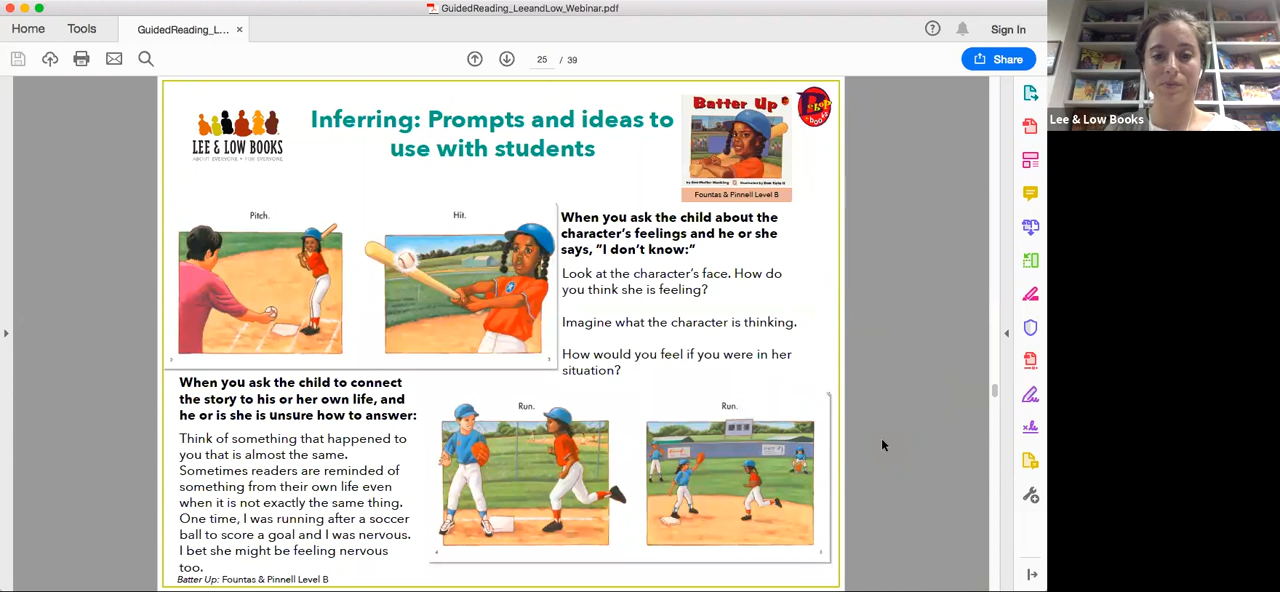 GuidedReading_LeeandLow_Webinar.pdf
Home
Tools
GuidedReading_L...
Sign In
25 / 39
Share
LEE & LOW BOOKS
ABOUT EVERYONE • FOR EVERYONE
Inferring: Prompts and ideas to
use with students
Batter Up
Fountas & Pinnell Level B
Pitch.
Hit.
2
3
When you ask the child about the
character's feelings and he or she
says, "I don't know:"
Look at the character's face. How do
you think she is feeling?
Imagine what the character is thinking.
How would you feel if you were in her
situation?
When you ask the child to connect
the story to his or her own life, and
he or is she is unsure how to answer:
Think of something that happened to
you that is almost the same.
Sometimes readers are reminded of
something from their own life even
when it is not exactly the same thing.
One time, I was running after a soccer
ball to score a goal and I was nervous.
I bet she might be feeling nervous
too.
Batter Up: Fountas & Pinnell Level B
Run.
Run.
4
5
Lee & Low Books